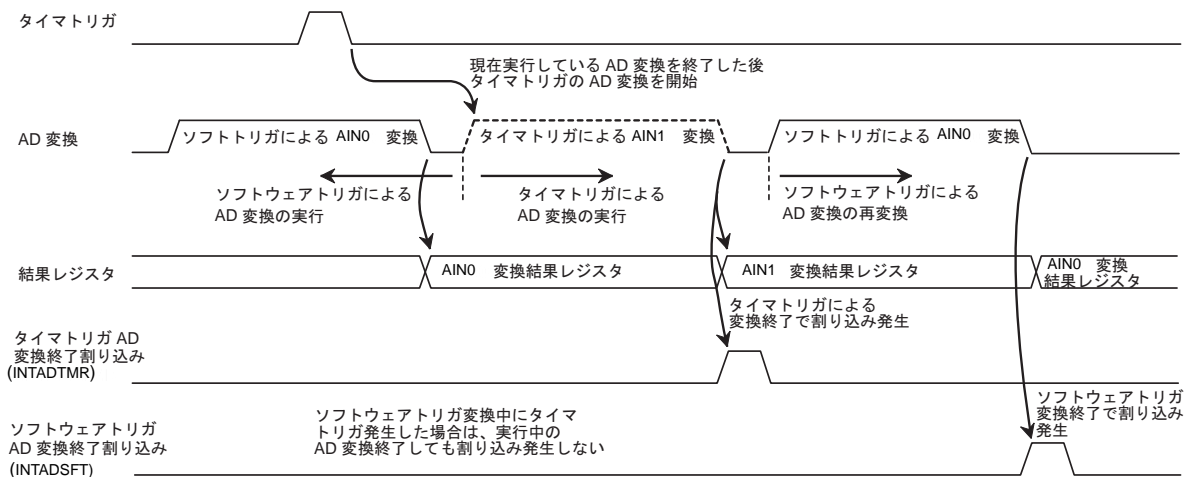 タイマトリガ
現在実行している AD 変換を終了した後
タイマトリガの AD 変換を開始
AD 変換
ソフトトリガによる AIN0 変換
タイマトリガによる AIN1 変換
ソフトトリガによる AIN0 変換
ソフトウェアトリガによる
AD 変換の実行
タイマトリガによる
AD 変換の実行
ソフトウェアトリガによる
AD 変換の再変換
結果レジスタ
AIN0 変換結果レジスタ
AIN1 変換結果レジスタ
AIN0 変換
結果レジスタ
タイマトリガによる
変換終了で割り込み発生
タイマトリガ AD
変換終了割り込み
(INTADTMR)
ソフトウェアトリガ
AD 変換終了割り込み
(INTADSFT)
ソフトウェアトリガ変換中にタイマ
トリガ発生した場合は、実行中の
AD 変換終了しても割り込み発生しない
ソフトウェアトリガ
変換終了で割り込み
発生